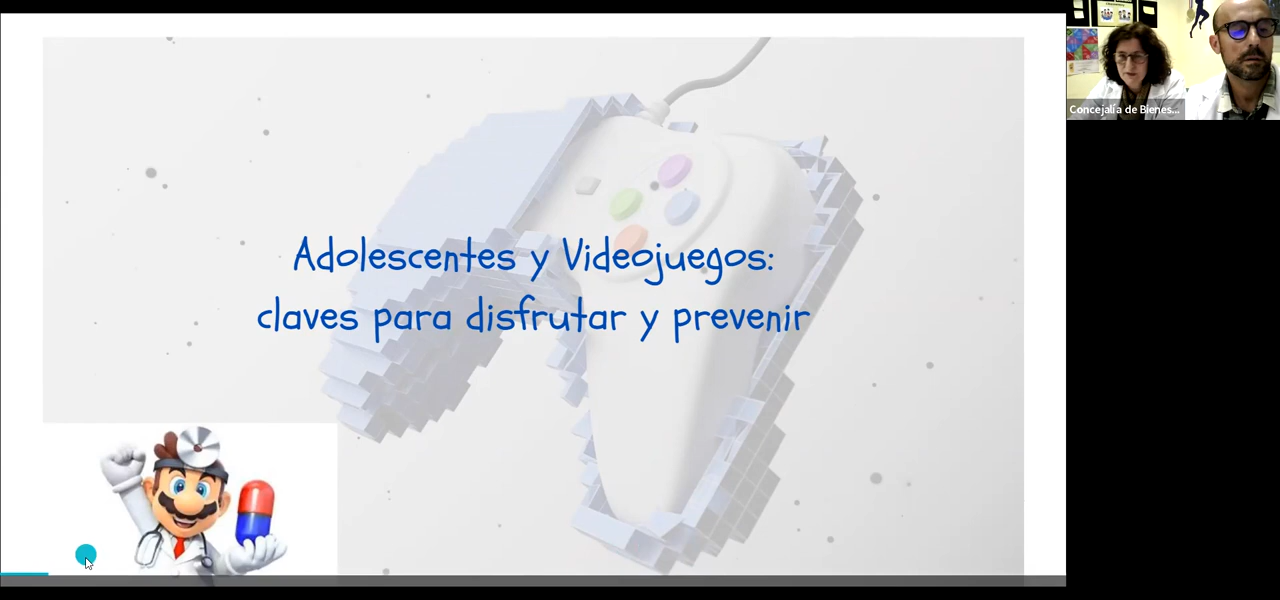 Adolescentes y Videojuegos:
claves para disfrutar y prevenir
Concejalía de Bienes...